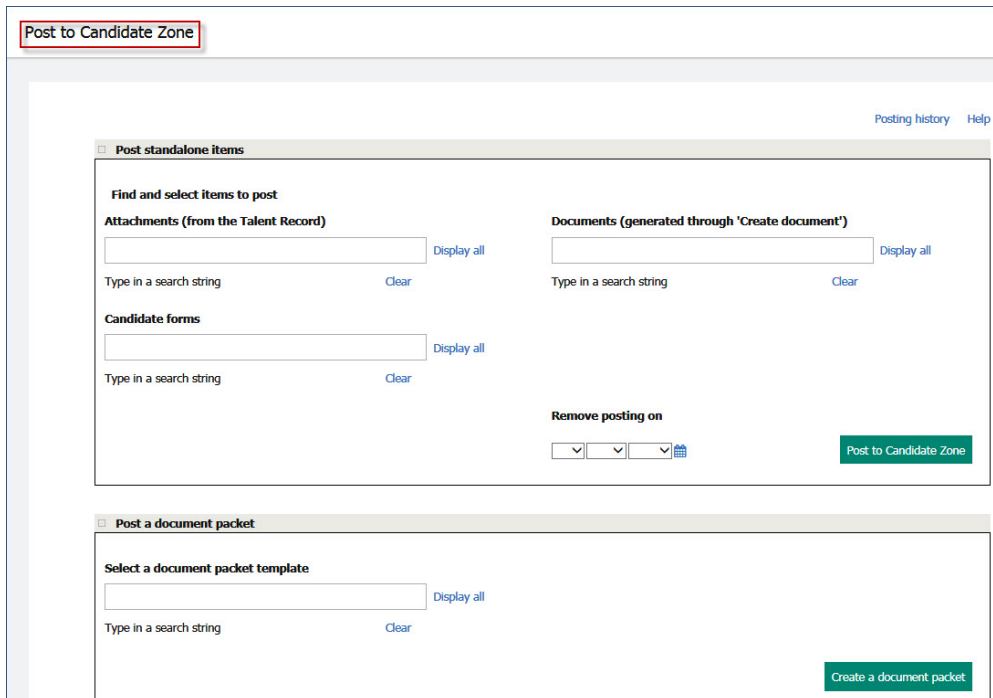 Post to Candidate Zone
Posting history Help
Post standalone items
Find and select items to post
Attachments (from the Talent Record) Documents (generated through 'Create document')
Display all Display all
Type in a search string Clear Type in a search string Clear
Candidate forms
Display all
Type in a search string Clear
Remove posting on
Post to Candidate Zone
Post a document packet
Select a document packet template
Display all
Type in a search string Clear
Create a document packet